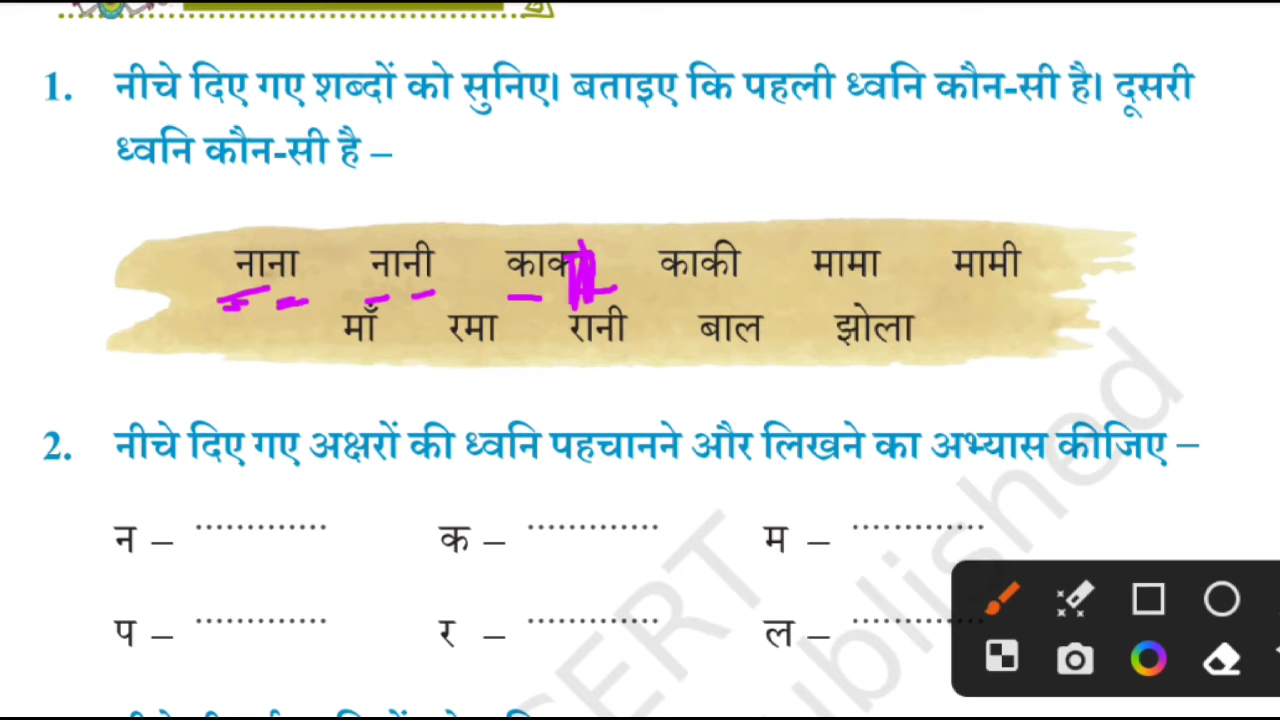 1. नीचे दिए गए शब्दों को सुनिए। बताइए कि पहली ध्वनि कौन-सी है। दूसरी
ध्वनि कौन-सी है –
नाना नानी काका काकी मामा मामी
माँ रमा रानी बाल झोला
2. नीचे दिए गए अक्षरों की ध्वनि पहचानने और लिखने का अभ्यास कीजिए –
न – ............. क – ............. म – .............
प – ............. र – ............. ल – .............